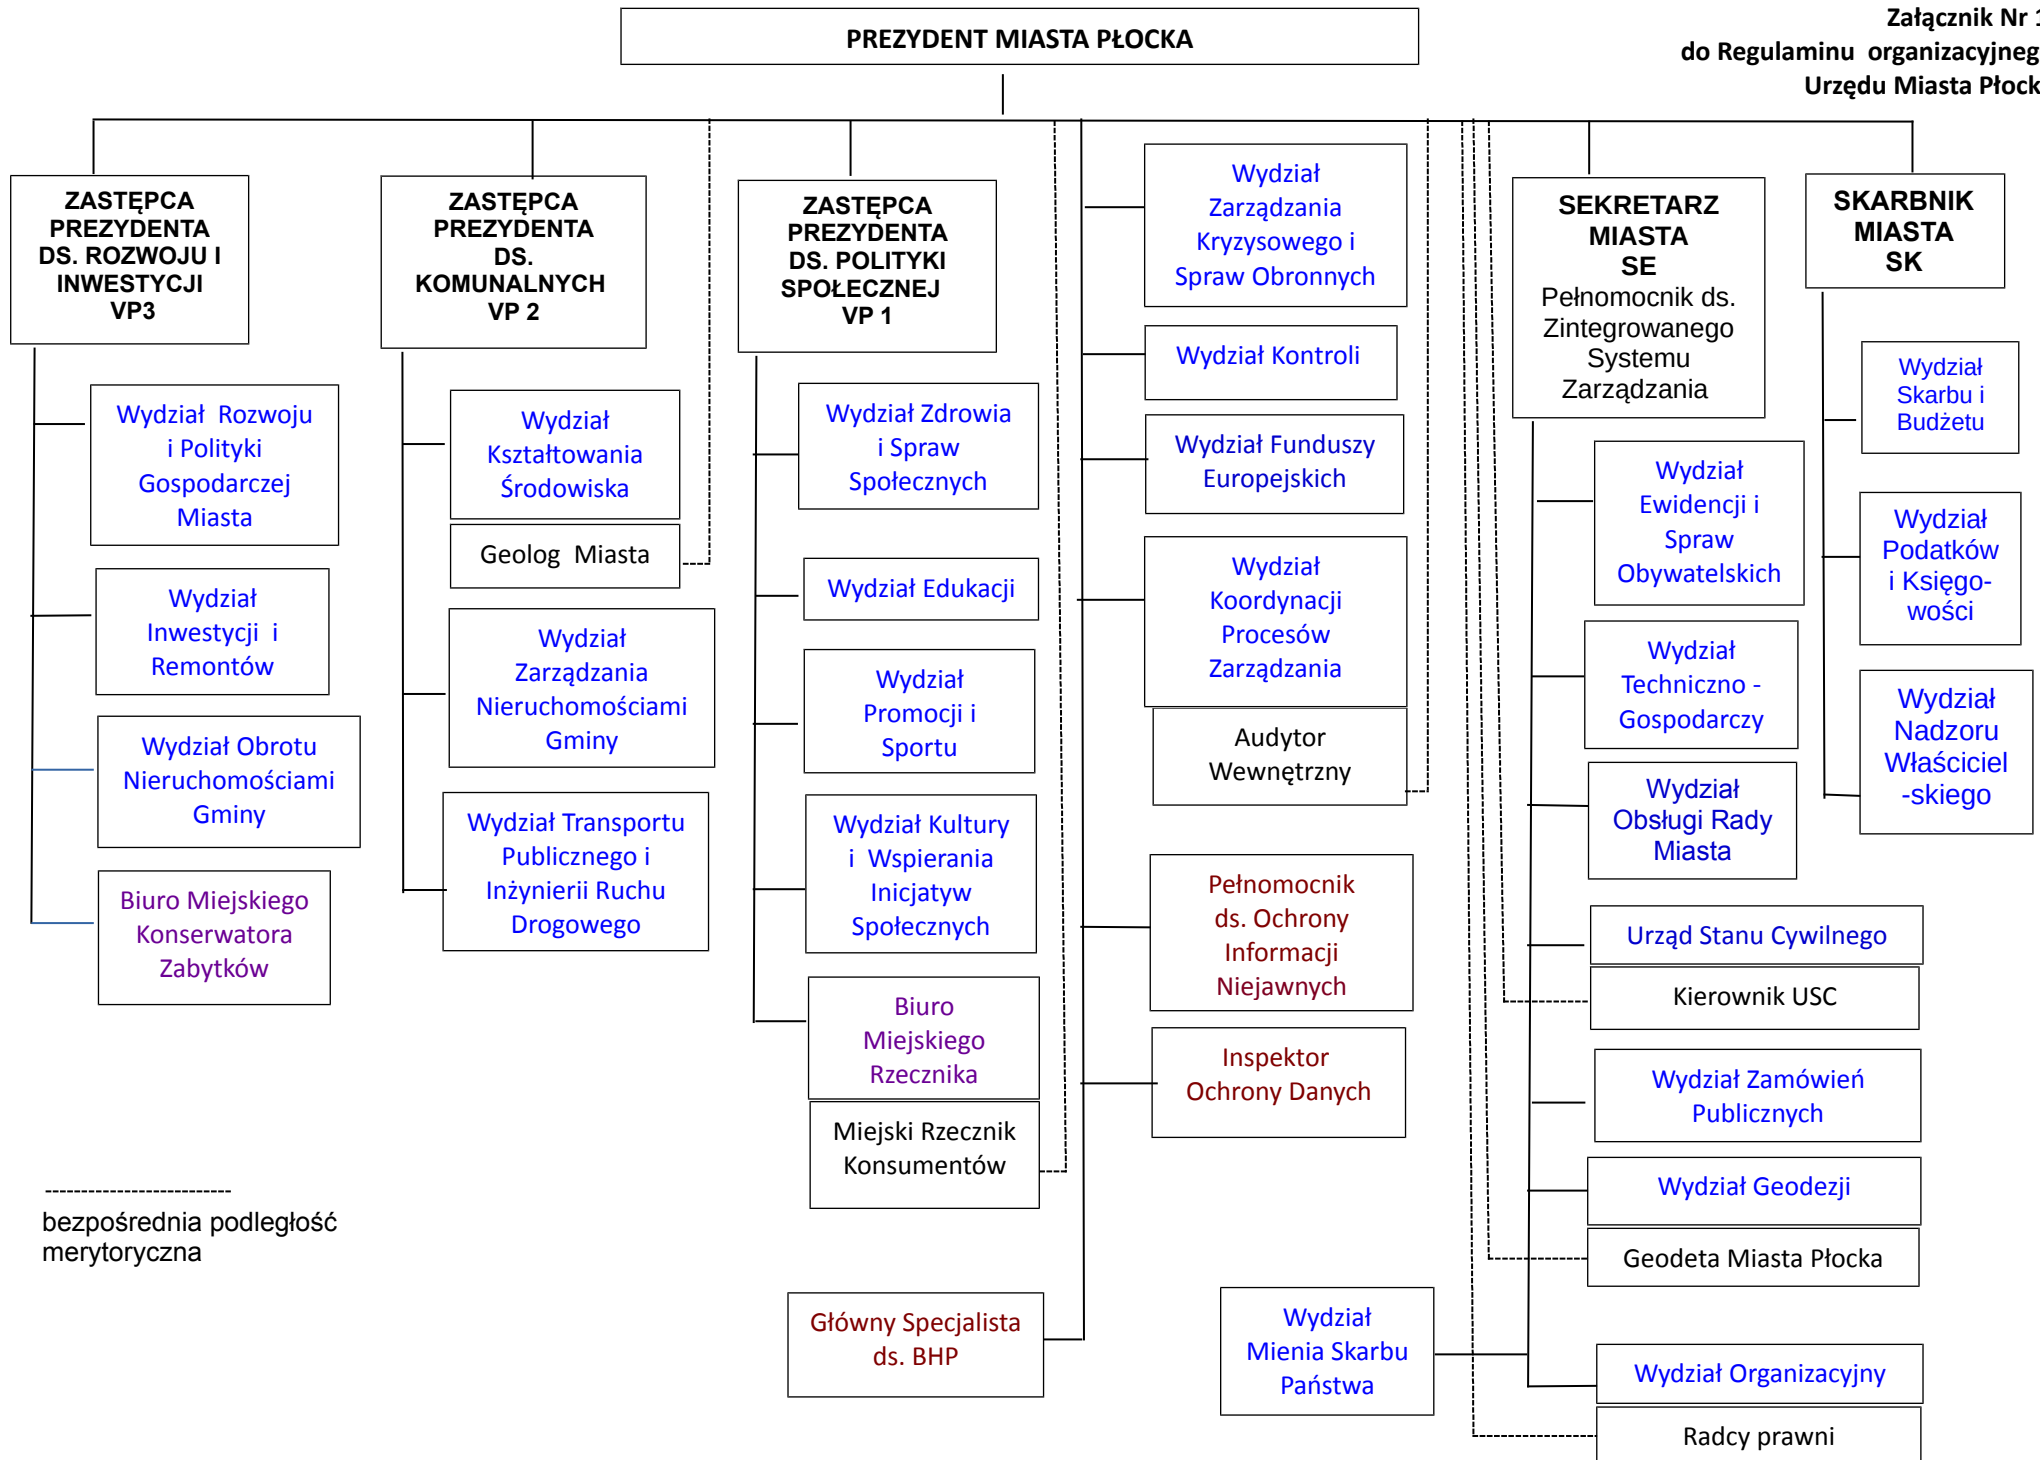 Załącznik Nr 1
do Regulaminu organizacyjneg
Urzędu Miasta Płock
PREZYDENT MIASTA PŁOCKA
ZASTĘPCA
PREZYDENTA
DS. ROZWOJU I
INWESTYCJI
VP3
Wydział Rozwoju
i Polityki
Gospodarczej
Miasta
Wydział
Inwestycji i
Remontów
Wydział Obrotu
Nieruchomościami
Gminy
Biuro Miejskiego
Konserwatora
Zabytków
ZASTĘPCA
PREZYDENTA
DS.
KOMUNALNYCH
VP 2
Wydział
Kształtowania
Środowiska
Geolog Miasta
Wydział
Zarządzania
Nieruchomościami
Gminy
Wydział Transportu
Publicznego i
Inżynierii Ruchu
Drogowego
ZASTĘPCA
PREZYDENTA
DS. POLITYKI
SPOŁECZNEJ
VP 1
Wydział Zdrowia
i Spraw
Społecznych
Wydział Edukacji
Wydział
Promocji i
Sportu
Wydział Kultury
i Wspierania
Inicjatyw
Społecznych
Biuro
Miejskiego
Rzecznika
Miejski Rzecznik
Konsumentów
Wydział
Zarządzania
Kryzysowego i
Spraw Obronnych
Wydział Kontroli
Wydział Funduszy
Europejskich
Wydział
Koordynacji
Procesów
Zarządzania
Audytor
Wewnętrzny
Pełnomocnik
ds. Ochrony
Informacji
Niejawnych
Inspektor
Ochrony Danych
Główny Specjalista
ds. BHP
SEKRETARZ
MIASTA
SE
Pełnomocnik ds.
Zintegrowanego
Systemu
Zarządzania
Wydział
Ewidencji i
Spraw
Obywatelskich
Wydział
Techniczno -
Gospodarczy
Wydział
Obsługi Rady
Miasta
Urząd Stanu Cywilnego
Kierownik USC
Wydział Zamówień
Publicznych
Wydział Geodezji
Geodeta Miasta Płocka
Wydział
Mienia Skarbu
Państwa
Wydział Organizacyjny
Radcy prawni
SKARBNIK
MIASTA
SK
Wydział
Skarbu i
Budżetu
Wydział
Podatków
i Księgo-
wości
Wydział
Nadzoru
Właściciel
-skiego
bezpośrednia podległość
merytoryczna